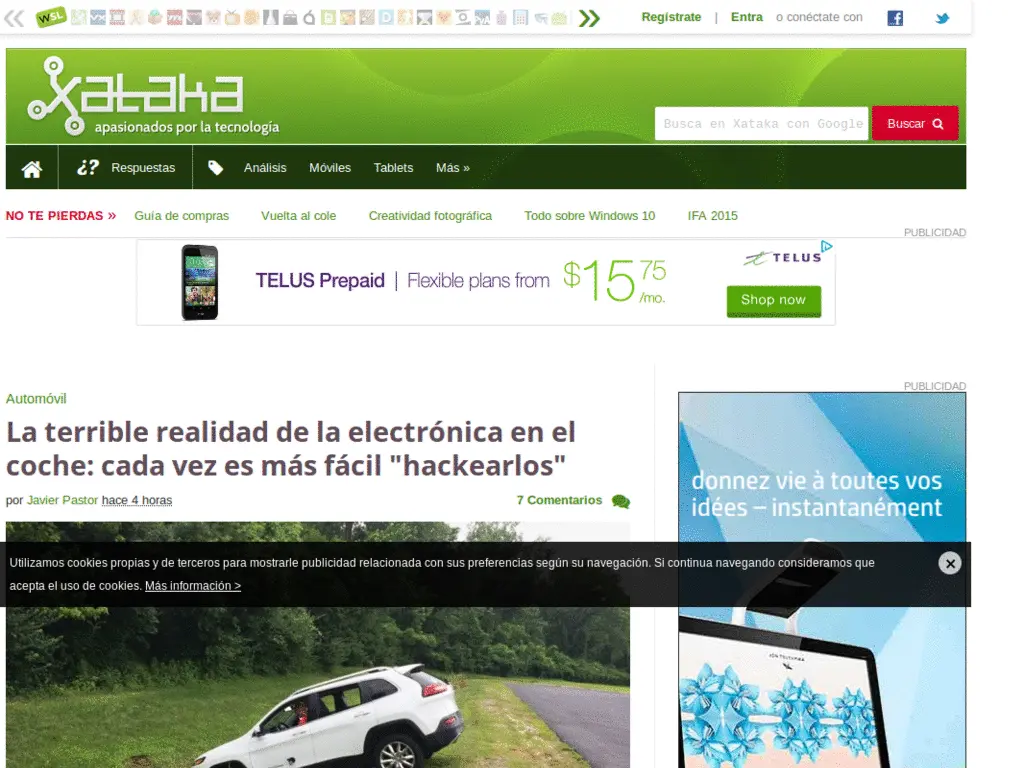 WSL
Regístrate | Entra o conéctate con
xataka
apasionados por la tecnología
Busca en Xataka con Google
Buscar
¿? Respuestas
Análisis
Móviles
Tablets
Más »
NO TE PIERDAS »
Guía de compras
Vuelta al cole
Creatividad fotográfica
Todo sobre Windows 10
IFA 2015
PUBLICIDAD
TELUS Prepaid | Flexible plans from $15 75 /mo.
TELUS
Shop now
PUBLICIDAD
Automóvil
La terrible realidad de la electrónica en el
coche: cada vez es más fácil "hackearlos"
por Javier Pastor hace 4 horas
7 Comentarios
donnez vie à toutes vos
idées – instantanément
Utilizamos cookies propias y de terceros para mostrarle publicidad relacionada con sus preferencias según su navegación. Si continua navegando consideramos que
acepta el uso de cookies. Más información >